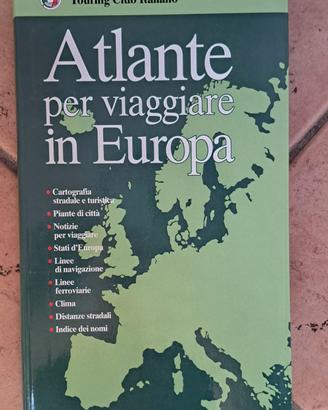 Touring Club Italiano
Atlante
per viaggiare
in Europa
Cartografia
stradale e turistica
Piante di città
Notizie
per viaggiare
Stati d'Europa
Linee
di navigazione
Linee
ferroviarie
Clima
Distanze stradali
Indice dei nomi